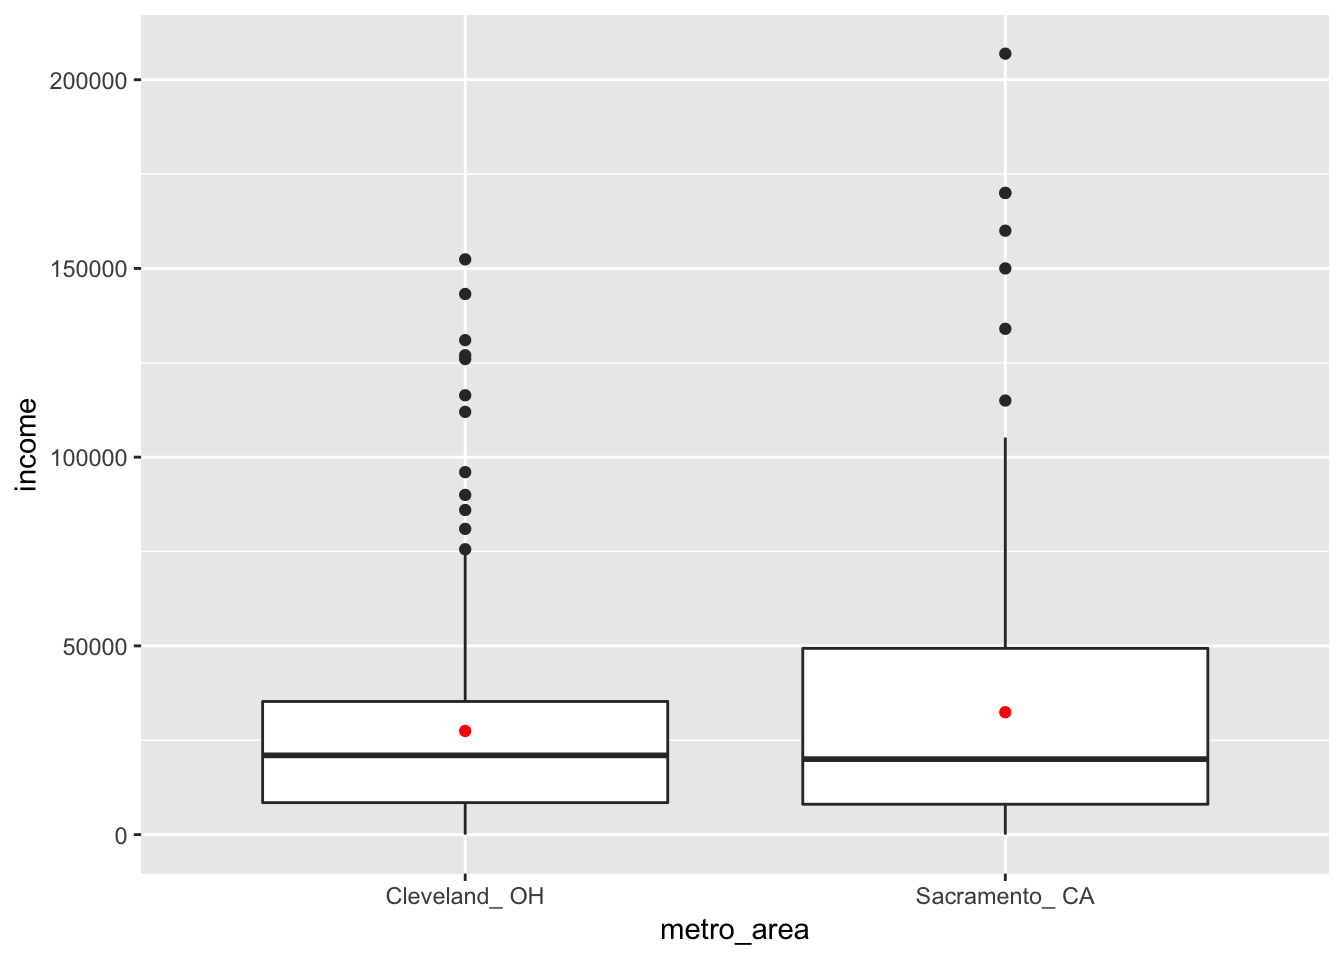 200000
150000
100000
50000
0
income
Cleveland_ OH
Sacramento_ CA
metro_area